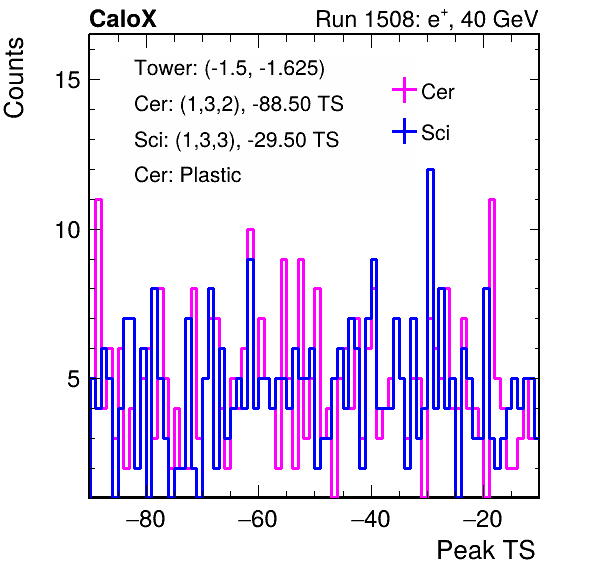 CaloX Run 1508: e⁺, 40 GeV
Counts
Tower: (-1.5, -1.625)
Cer: (1,3,2), -88.50 TS
Sci: (1,3,3), -29.50 TS
Cer: Plastic
Cer
Sci
15
10
5
−80 −60 −40 −20
Peak TS